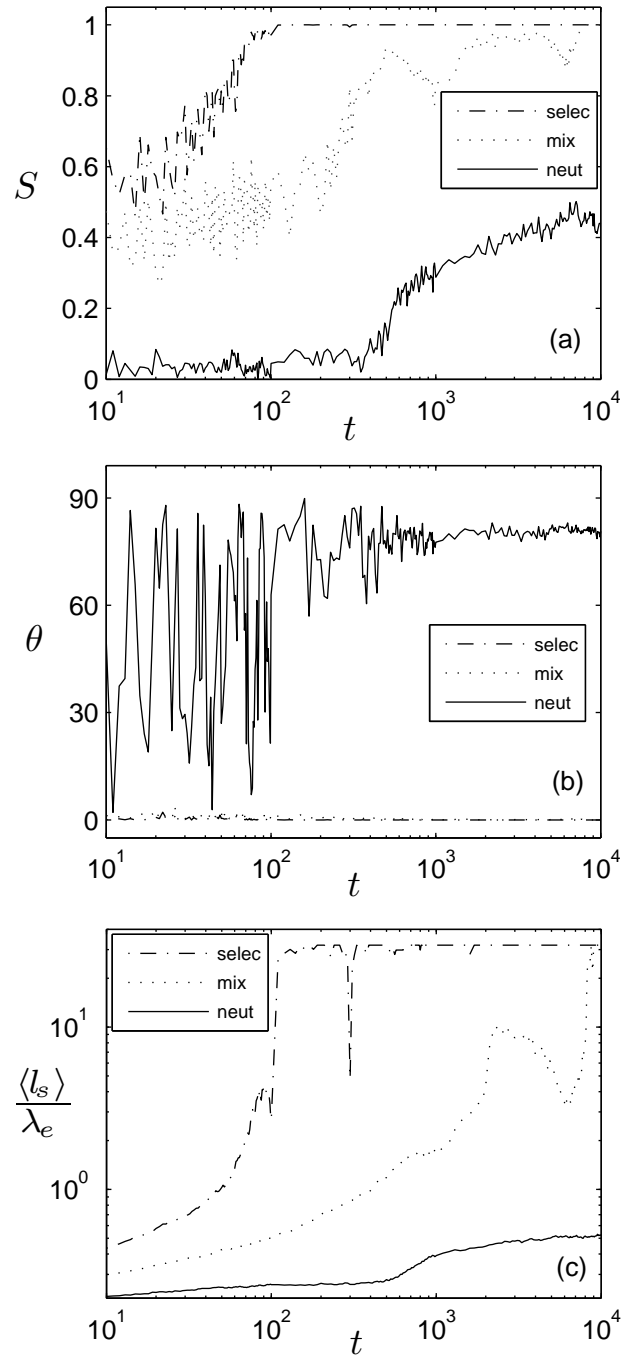 1
0.8
0.6
0.4
0.2
0
S
selec
mix
neut
(a)
10^1
10^2
10^3
10^4
t
90
60
30
0
θ
selec
mix
neut
(b)
10^1
10^2
10^3
10^4
t
selec
mix
neut
10^1
10^0
⟨l_s⟩
λ_e
(c)
10^1
10^2
10^3
10^4
t